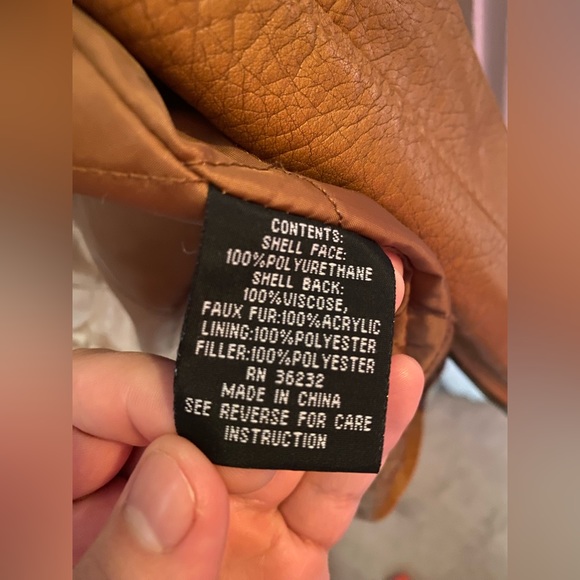 CONTENTS:
SHELL FACE:
100%POLYURETHANE
SHELL BACK:
100%VISCOSE,
FAUX FUR:100%ACRYLIC
LINING:100%POLYESTER
FILLER:100%POLYESTER
RN 36232
MADE IN CHINA
SEE REVERSE FOR CARE
INSTRUCTION